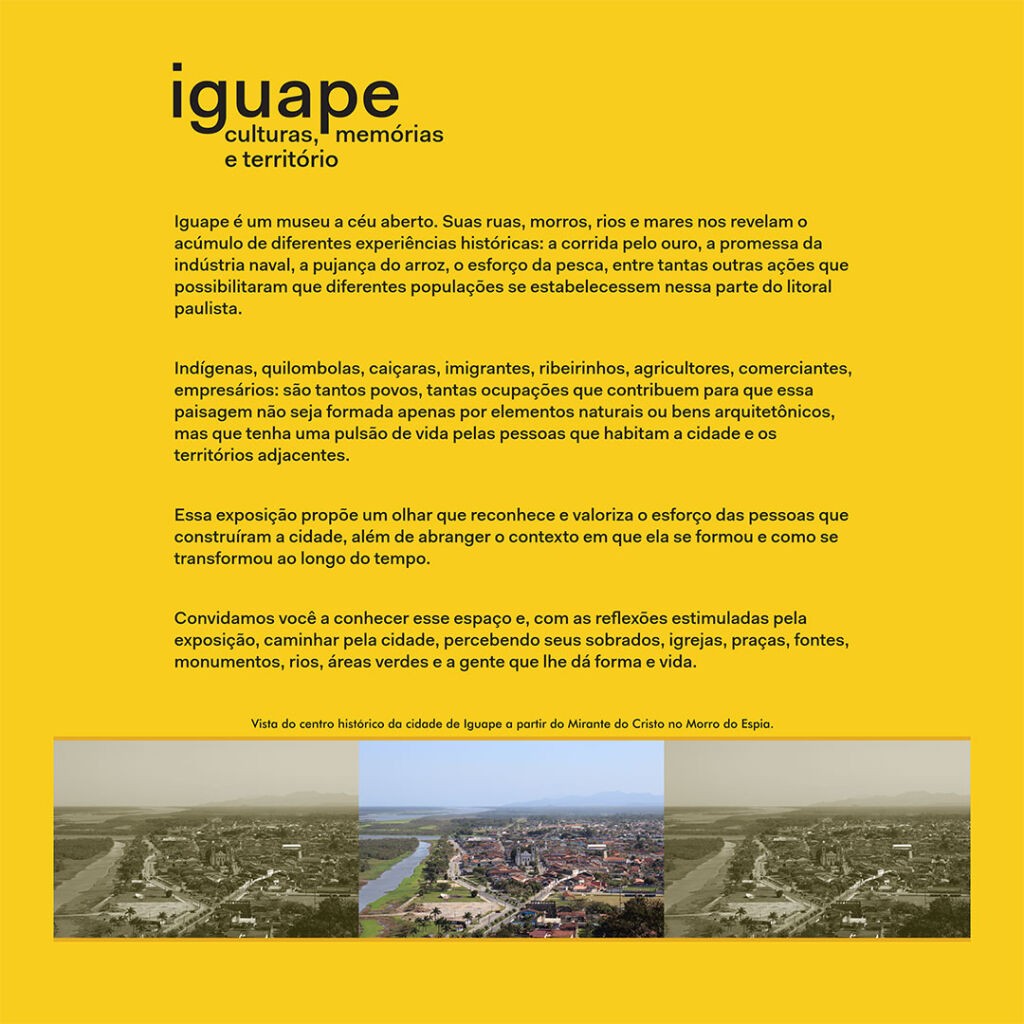 iguape
culturas, memórias
e território
Iguape é um museu a céu aberto. Suas ruas, morros, rios e mares nos revelam o
acúmulo de diferentes experiências históricas: a corrida pelo ouro, a promessa da
indústria naval, a pujança do arroz, o esforço da pesca, entre tantas outras ações que
possibilitaram que diferentes populações se estabelecessem nessa parte do litoral
paulista.
Indígenas, quilombolas, caiçaras, imigrantes, ribeirinhos, agricultores, comerciantes,
empresários: são tantos povos, tantas ocupações que contribuem para que essa
paisagem não seja formada apenas por elementos naturais ou bens arquitetônicos,
mas que tenha uma pulsão de vida pelas pessoas que habitam a cidade e os
territórios adjacentes.
Essa exposição propõe um olhar que reconhece e valoriza o esforço das pessoas que
construíram a cidade, além de abranger o contexto em que ela se formou e como se
transformou ao longo do tempo.
Convidamos você a conhecer esse espaço e, com as reflexões estimuladas pela
exposição, caminhar pela cidade, percebendo seus sobrados, igrejas, praças, fontes,
monumentos, rios, áreas verdes e a gente que lhe dá forma e vida.
Vista do centro histórico da cidade de Iguape a partir do Mirante do Cristo no Morro do Espia.